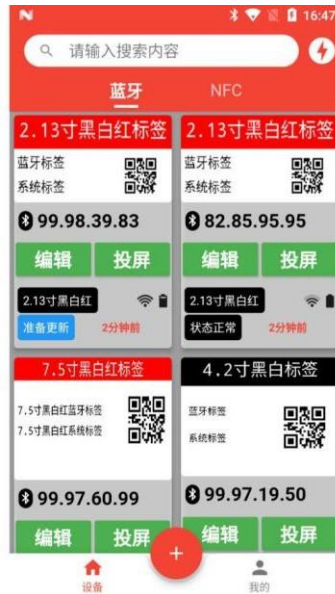 16:47
请输入搜索内容
蓝牙
NFC
2.13寸黑白红标签
蓝牙标签
系统标签
99.98.39.83
编辑
投屏
2.13寸黑白红
准备更新
2分钟前
2.13寸黑白红标签
蓝牙标签
系统标签
82.85.95.95
编辑
投屏
2.13寸黑白红
状态正常
2分钟前
7.5寸黑白红标签
7.5寸黑白红蓝牙标签
7.5寸黑白红系统标签
99.97.60.99
编辑
投屏
4.2寸黑白标签
蓝牙标签
系统标签
99.97.19.50
编辑
投屏
+
设备
我的